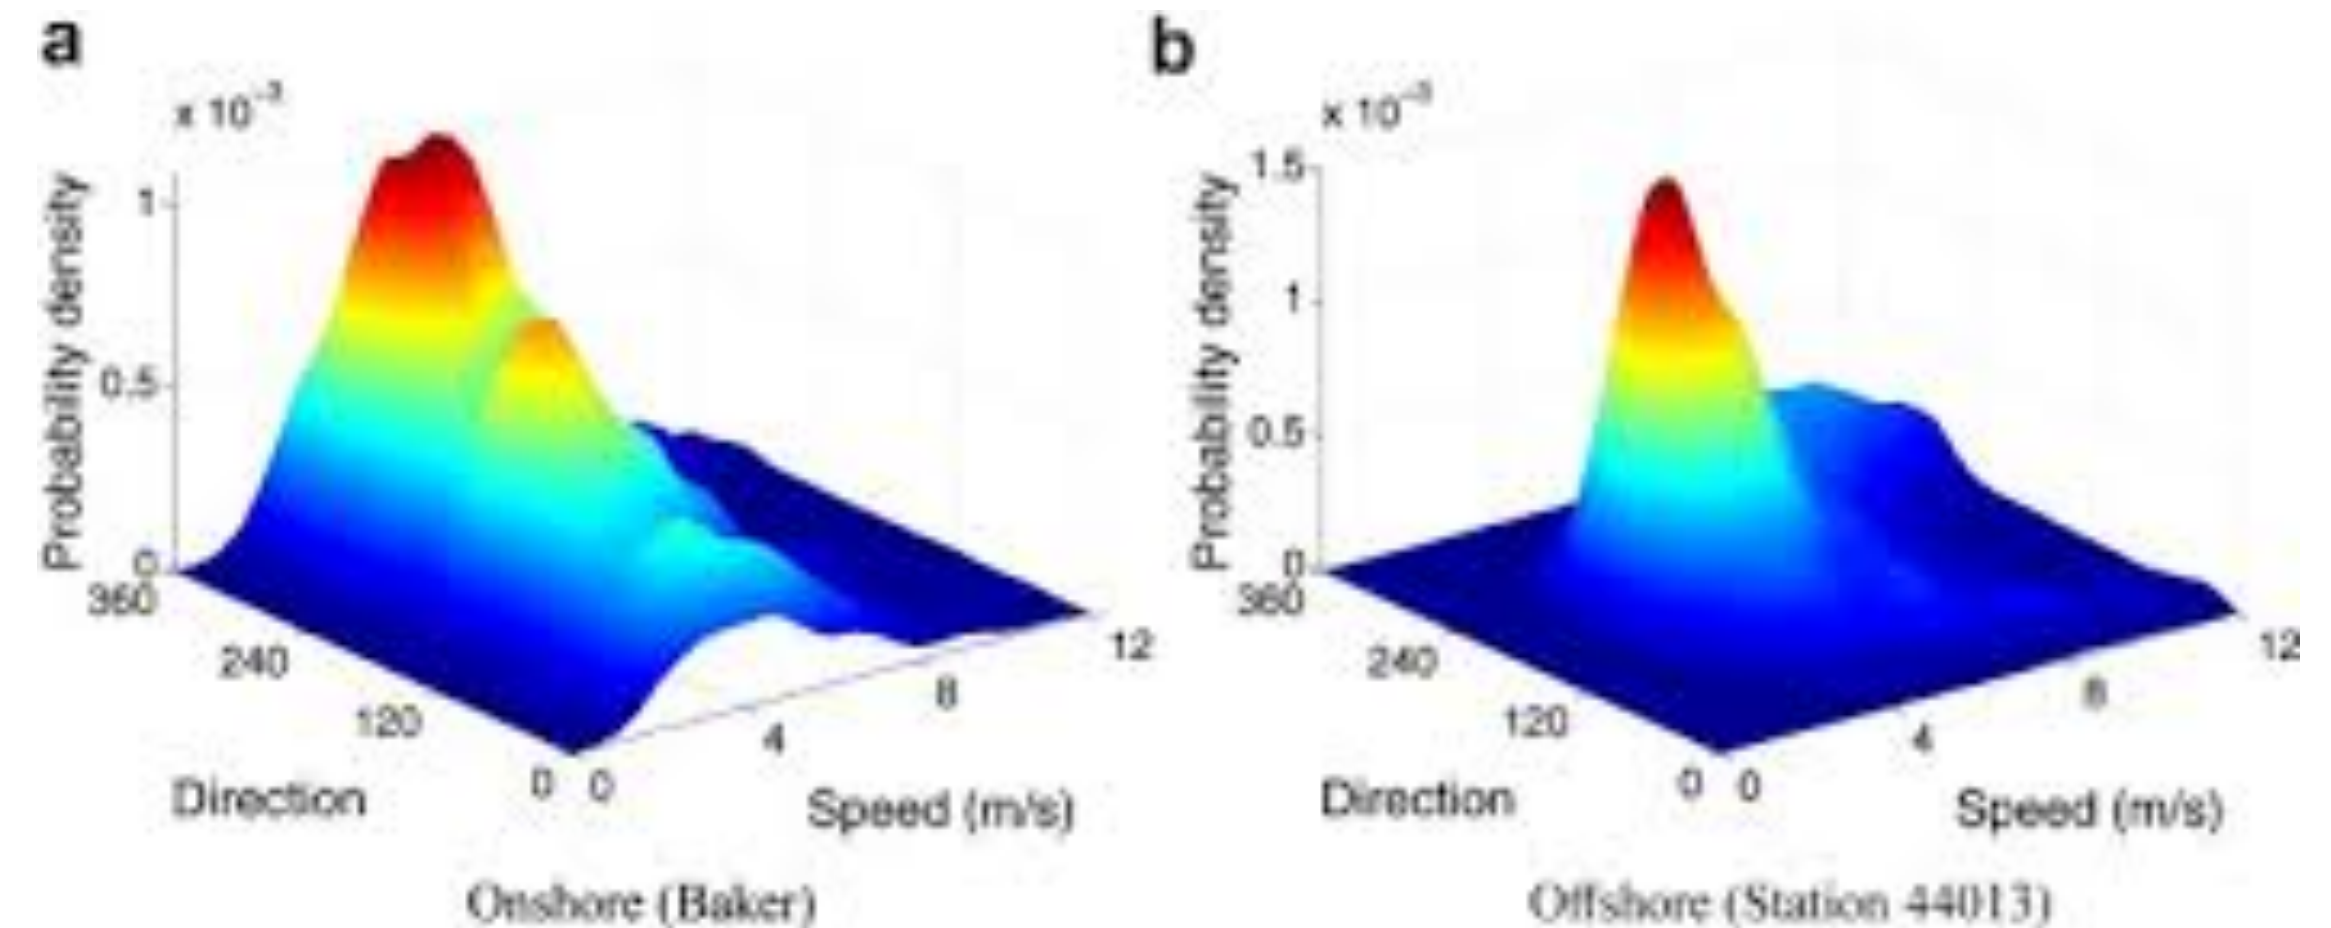 a
x 10⁻³
Probability density
1
0.5
0
360
240
120
0
Direction
0
4
8
12
Speed (m/s)
Onshore (Baker)
b
x 10⁻³
Probability density
1.5
1
0.5
0
360
240
120
0
Direction
0
4
8
12
Speed (m/s)
Offshore (Station 44013)